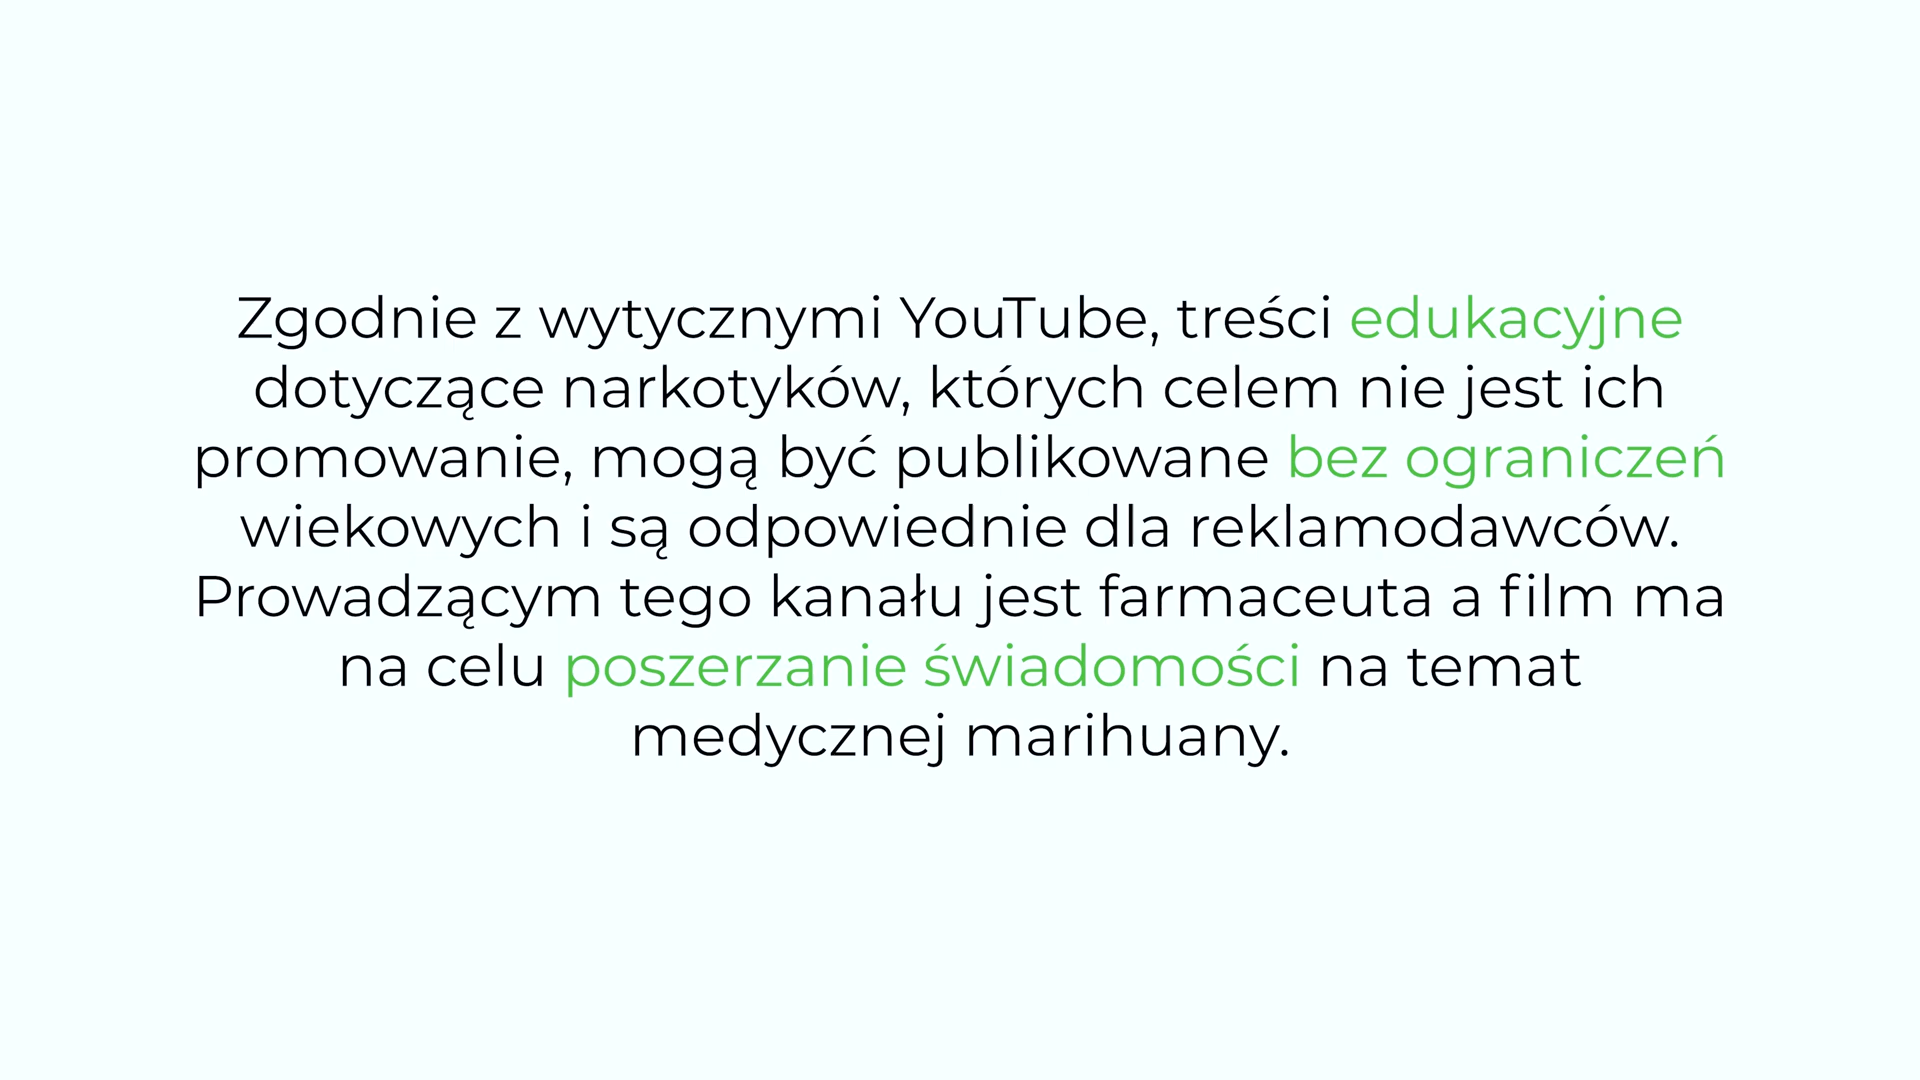 Zgodnie z wytycznymi YouTube, treści edukacyjne
dotyczące narkotyków, których celem nie jest ich
promowanie, mogą być publikowane bez ograniczeń
wiekowych i są odpowiednie dla reklamodawców.
Prowadzącym tego kanału jest farmaceuta a film ma
na celu poszerzanie świadomości na temat
medycznej marihuany.